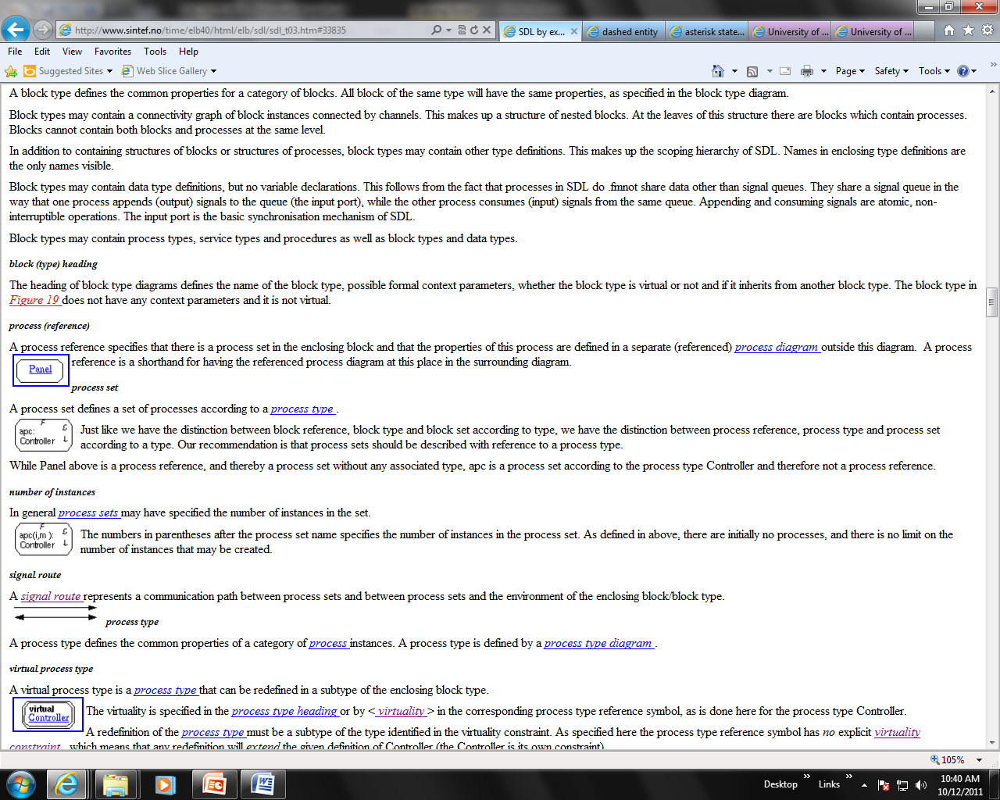 http://www.sintef.no/time/elb40/html/elb/sdl/sdl_t03.htm#33835
SDL by ex...
dashed entity
asterisk state...
University of ...
University of ...
File Edit View Favorites Tools Help
Suggested Sites Web Slice Gallery
Page Safety Tools
A block type defines the common properties for a category of blocks. All block of the same type will have the same properties, as specified in the block type diagram.
Block types may contain a connectivity graph of block instances connected by channels. This makes up a structure of nested blocks. At the leaves of this structure there are blocks which contain processes.
Blocks cannot contain both blocks and processes at the same level.
In addition to containing structures of blocks or structures of processes, block types may contain other type definitions. This makes up the scoping hierarchy of SDL. Names in enclosing type definitions are
the only names visible.
Block types may contain data type definitions, but no variable declarations. This follows from the fact that processes in SDL do .fmnot share data other than signal queues. They share a signal queue in the
way that one process appends (output) signals to the queue (the input port), while the other process consumes (input) signals from the same queue. Appending and consuming signals are atomic, non-
interruptible operations. The input port is the basic synchronisation mechanism of SDL.
Block types may contain process types, service types and procedures as well as block types and data types.
block (type) heading
The heading of block type diagrams defines the name of the block type, possible formal context parameters, whether the block type is virtual or not and if it inherits from another block type. The block type in
Figure 19 does not have any context parameters and it is not virtual.
process (reference)
A process reference specifies that there is a process set in the enclosing block and that the properties of this process are defined in a separate (referenced) process diagram outside this diagram. A process
Panel
reference is a shorthand for having the referenced process diagram at this place in the surrounding diagram.
process set
A process set defines a set of processes according to a process type .
apc:
Controller
Just like we have the distinction between block reference, block type and block set according to type, we have the distinction between process reference, process type and process set
according to a type. Our recommendation is that process sets should be described with reference to a process type.
While Panel above is a process reference, and thereby a process set without any associated type, apc is a process set according to the process type Controller and therefore not a process reference.
number of instances
In general process sets may have specified the number of instances in the set.
apc(i,m ):
Controller
The numbers in parentheses after the process set name specifies the number of instances in the process set. As defined in above, there are initially no processes, and there is no limit on the
number of instances that may be created.
signal route
A signal route represents a communication path between process sets and between process sets and the environment of the enclosing block/block type.
process type
A process type defines the common properties of a category of process instances. A process type is defined by a process type diagram .
virtual process type
A virtual process type is a process type that can be redefined in a subtype of the enclosing block type.
virtual
Controller
The virtuality is specified in the process type heading or by < virtuality > in the corresponding process type reference symbol, as is done here for the process type Controller.
A redefinition of the process type must be a subtype of the type identified in the virtuality constraint. As specified here the process type reference symbol has no explicit virtuality
constraint , which means that any redefinition will extend the given definition of Controller (the Controller is its own constraint)
105%
Desktop Links
10:40 AM
10/12/2011